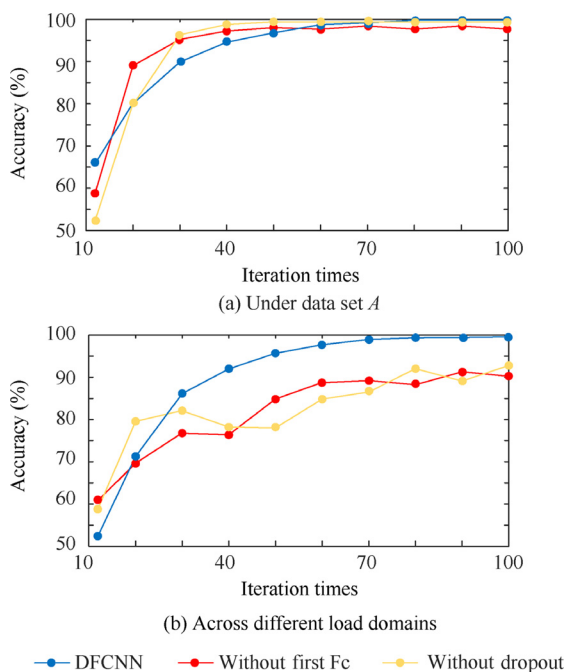 100
90
80
70
60
50
Accuracy (%)
10 40 70 100
Iteration times
(a) Under data set A
100
90
80
70
60
50
Accuracy (%)
10 40 70 100
Iteration times
(b) Across different load domains
DFCNN Without first Fc Without dropout